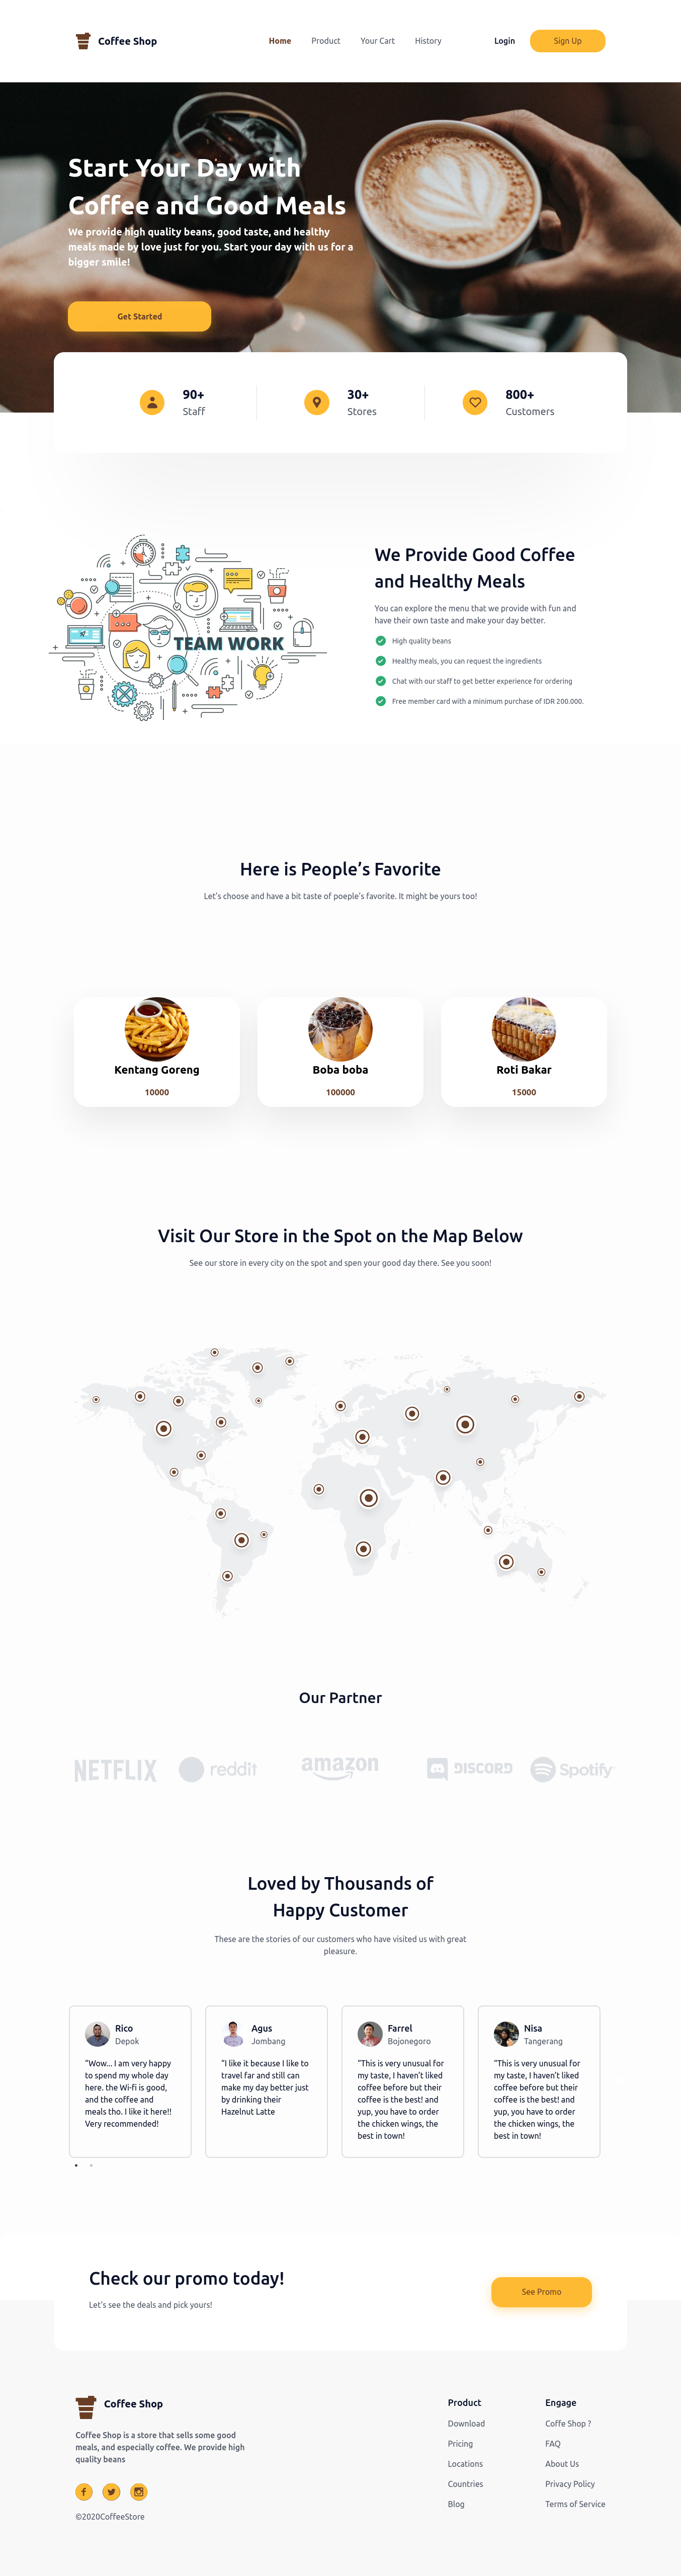 Coffee Shop
Home
Product
Your Cart
History
Login
Sign Up
Start Your Day with
Coffee and Good Meals
We provide high quality beans, good taste, and healthy
meals made by love just for you. Start your day with us for a
bigger smile!
Get Started
90+
Staff
30+
Stores
800+
Customers
TEAM WORK
We Provide Good Coffee
and Healthy Meals
You can explore the menu that we provide with fun and
have their own taste and make your day better.
High quality beans
Healthy meals, you can request the ingredients
Chat with our staff to get better experience for ordering
Free member card with a minimum purchase of IDR 200.000.
Here is People’s Favorite
Let's choose and have a bit taste of poeple's favorite. It might be yours too!
Kentang Goreng
10000
Boba boba
100000
Roti Bakar
15000
Visit Our Store in the Spot on the Map Below
See our store in every city on the spot and spen your good day there. See you soon!
Our Partner
NETFLIX
reddit
amazon
DISCORD
Spotify
Loved by Thousands of
Happy Customer
These are the stories of our customers who have visited us with great
pleasure.
Rico
Depok
“Wow... I am very happy
to spend my whole day
here. the Wi-fi is good,
and the coffee and
meals tho. I like it here!!
Very recommended!
Agus
Jombang
“I like it because I like to
travel far and still can
make my day better just
by drinking their
Hazelnut Latte
Farrel
Bojonegoro
“This is very unusual for
my taste, I haven’t liked
coffee before but their
coffee is the best! and
yup, you have to order
the chicken wings, the
best in town!
Nisa
Tangerang
“This is very unusual for
my taste, I haven’t liked
coffee before but their
coffee is the best! and
yup, you have to order
the chicken wings, the
best in town!
Check our promo today!
Let's see the deals and pick yours!
See Promo
Coffee Shop
Coffee Shop is a store that sells some good
meals, and especially coffee. We provide high
quality beans
©2020CoffeeStore
Product
Download
Pricing
Locations
Countries
Blog
Engage
Coffe Shop ?
FAQ
About Us
Privacy Policy
Terms of Service